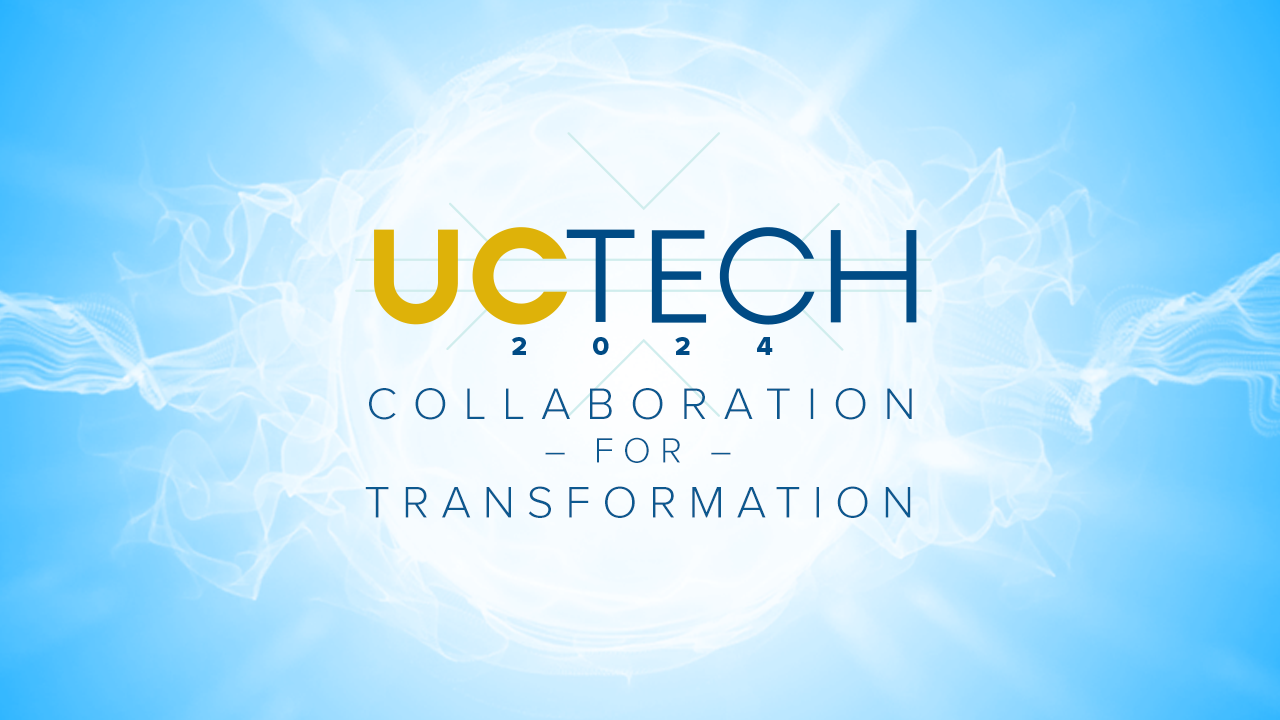 UCTECH
2024
COLLABORATION
– FOR –
TRANSFORMATION